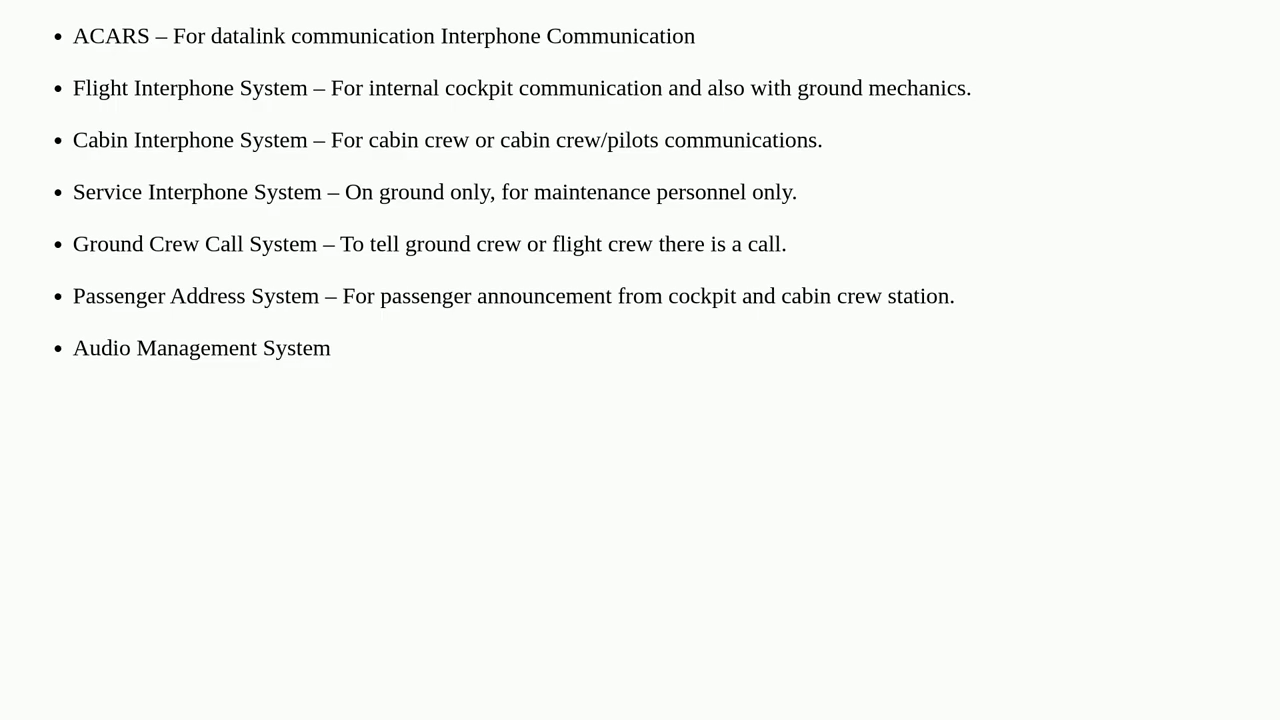 • ACARS – For datalink communication Interphone Communication
• Flight Interphone System – For internal cockpit communication and also with ground mechanics.
• Cabin Interphone System – For cabin crew or cabin crew/pilots communications.
• Service Interphone System – On ground only, for maintenance personnel only.
• Ground Crew Call System – To tell ground crew or flight crew there is a call.
• Passenger Address System – For passenger announcement from cockpit and cabin crew station.
• Audio Management System